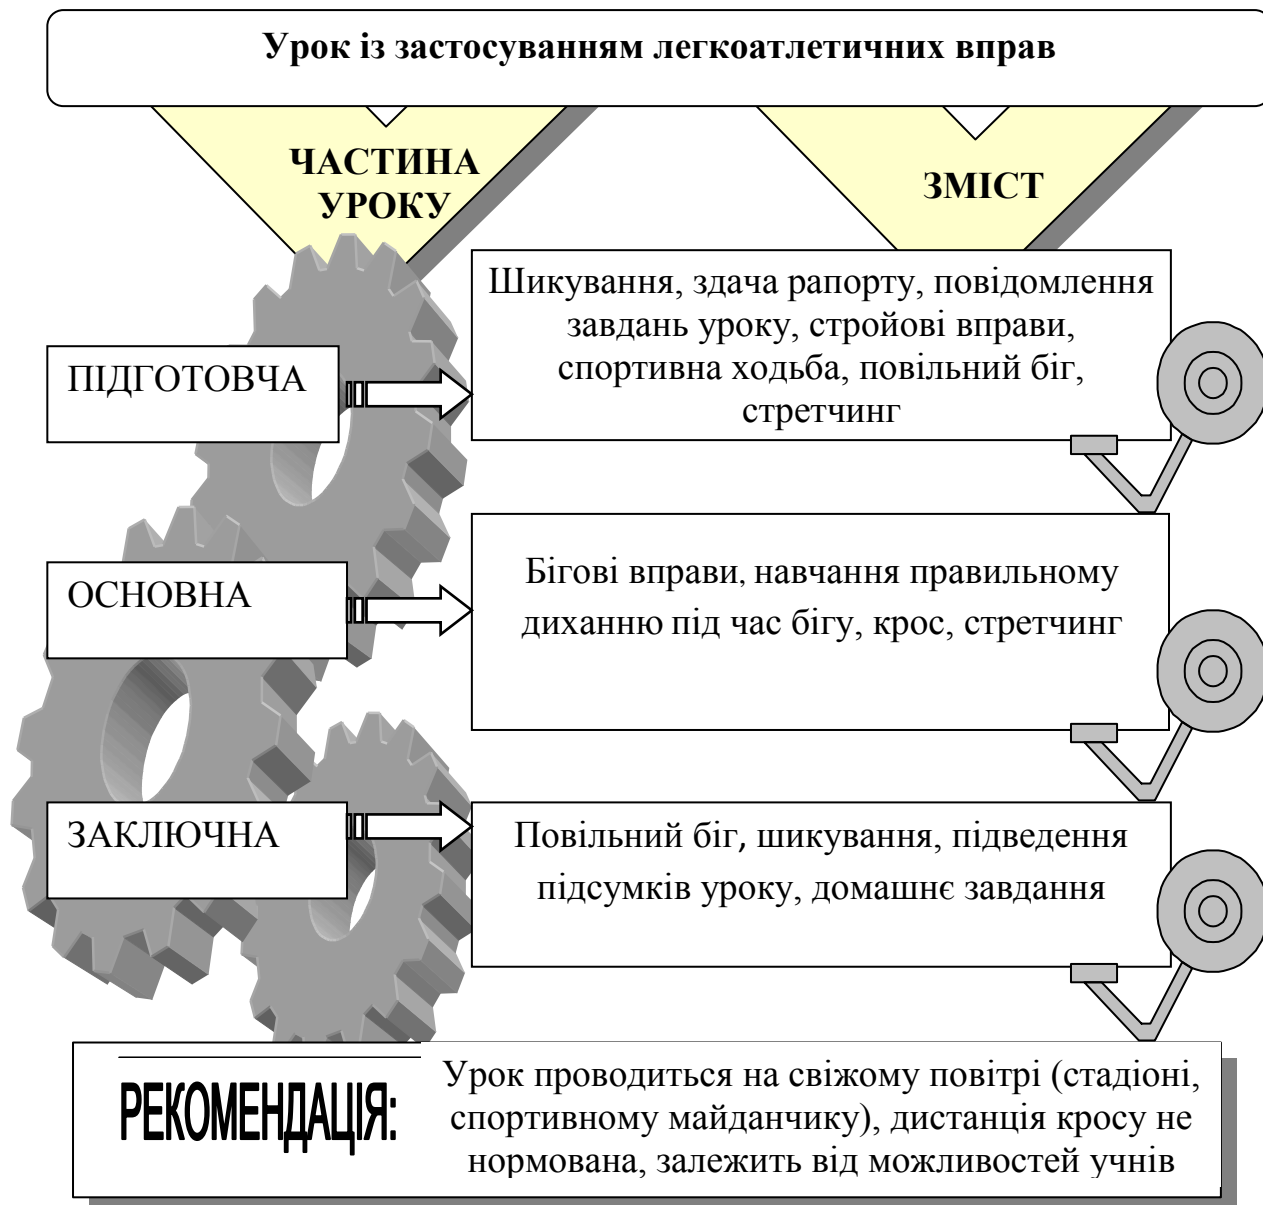 Урок із застосуванням легкоатлетичних вправ
ЧАСТИНА
УРОКУ
ЗМІСТ
ПІДГОТОВЧА
Шикування, здача рапорту, повідомлення
завдань уроку, стройові вправи,
спортивна ходьба, повільний біг,
стретчинг
ОСНОВНА
Бігові вправи, навчання правильному
диханню під час бігу, крос, стретчинг
ЗАКЛЮЧНА
Повільний біг, шикування, підведення
підсумків уроку, домашнє завдання
РЕКОМЕНДАЦІЯ:
Урок проводиться на свіжому повітрі (стадіоні,
спортивному майданчику), дистанція кросу не
нормована, залежить від можливостей учнів